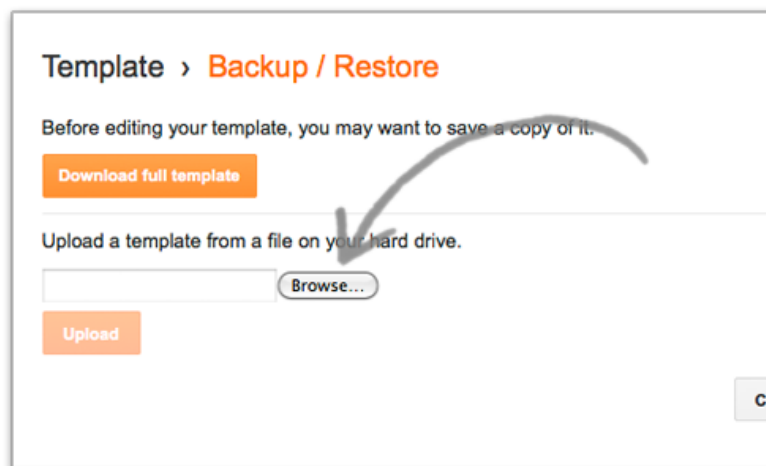 Template › Backup / Restore
Before editing your template, you may want to save a copy of it.
Download full template
Upload a template from a file on your hard drive.
Browse...
Upload